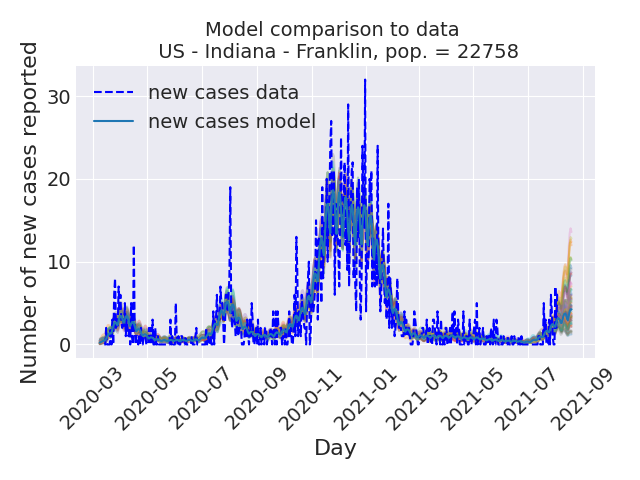 Model comparison to data
US - Indiana - Franklin, pop. = 22758
Number of new cases reported
30
20
10
0
new cases data
new cases model
2020-03
2020-05
2020-07
2020-09
2020-11
2021-01
2021-03
2021-05
2021-07
2021-09
Day